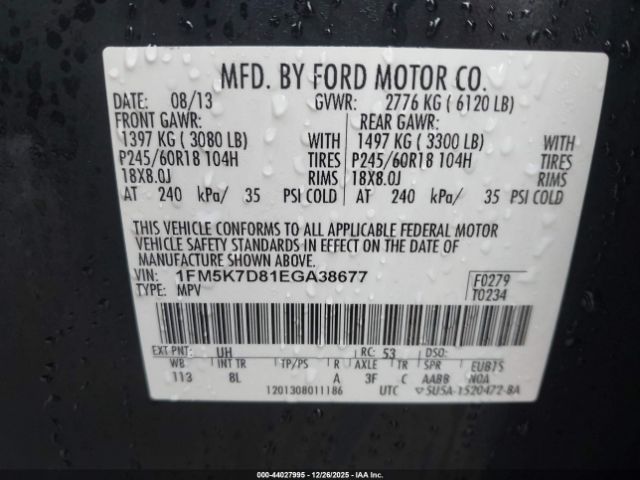 MFD. BY FORD MOTOR CO.
DATE: 08/13 GVWR: 2776 KG ( 6120 LB)
FRONT GAWR: REAR GAWR:
1397 KG ( 3080 LB) WITH 1497 KG ( 3300 LB) WITH
P245/60R18 104H TIRES P245/60R18 104H TIRES
18X8.0J RIMS 18X8.0J RIMS
AT 240 kPa/ 35 PSI COLD AT 240 kPa/ 35 PSI COLD
THIS VEHICLE CONFORMS TO ALL APPLICABLE FEDERAL MOTOR
VEHICLE SAFETY STANDARDS IN EFFECT ON THE DATE OF
MANUFACTURE SHOWN ABOVE.
VIN: 1FM5K7D81EGA38677 F0279
TYPE: MPV T0234
EXT PNT: UH RC: 53 DSO:
WB INT TR TP/PS R AXLE TR SPR EUBTS
113 8L A 3F C AABB NOA
1201308011186 UTC 5U5A-1520472-BA
000-44027995 - 12/26/2025 - IAAI.COM